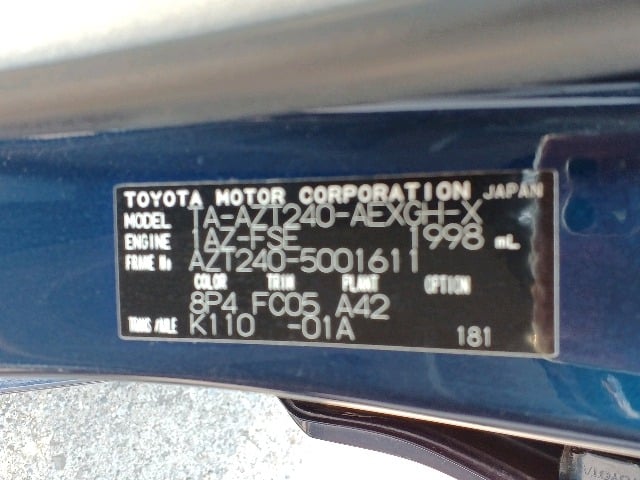 TOYOTA MOTOR CORPORATION JAPAN
MODEL TA-AZT240-AEXGH-X
ENGINE 1AZ-FSE 1998 mL
FRAME No AZT240-5001611
COLOR TRIM PLANT OPTION
8P4 FC05 A42
TRANS/AXLE K110 -01A 181